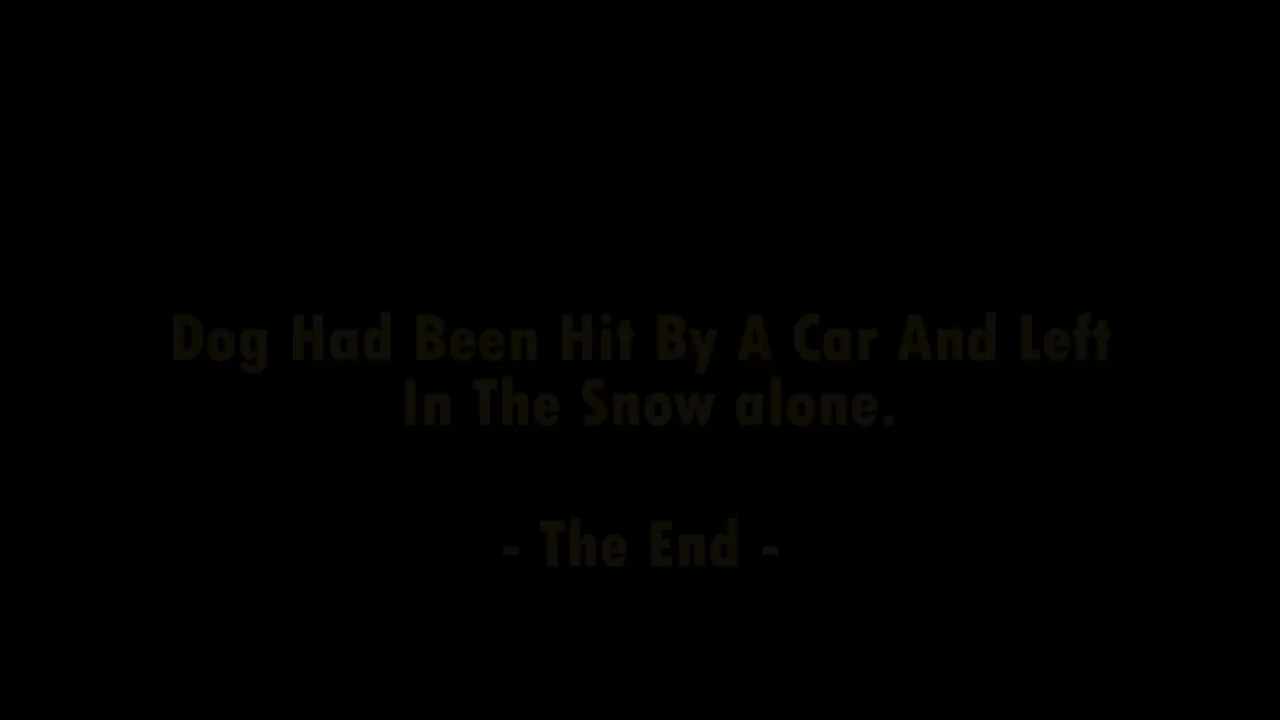 Dog Had Been Hit By A Car And Left
In The Snow alone.
- The End -